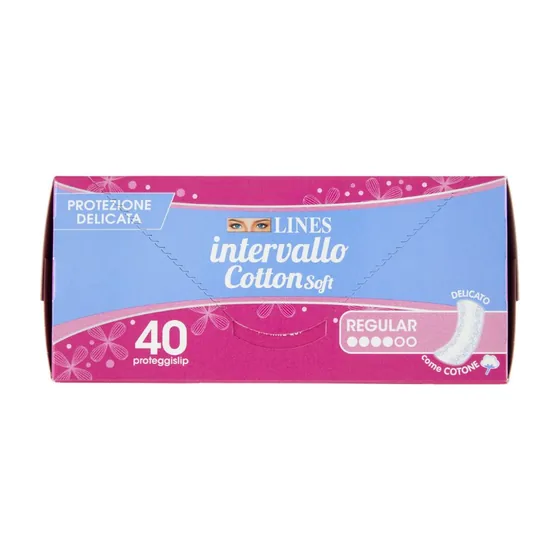 PROTEZIONE
DELICATA
LINES
intervallo
Cotton Soft
40
proteggislip
REGULAR
DELICATO
come COTONE